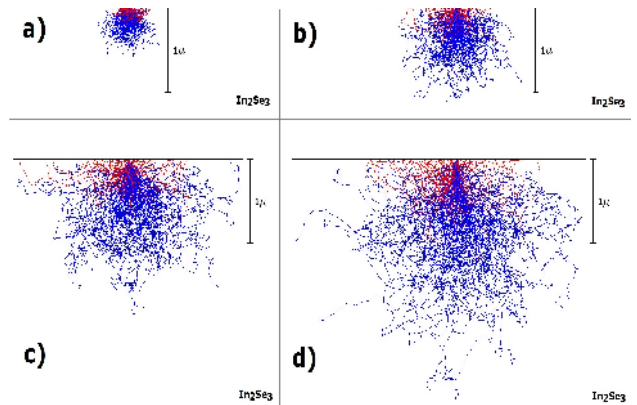 a)
1μ
In₂Se₃
b)
1μ
In₂Se₃
1μ
c)
In₂Se₃
1μ
d)
In₂Se₃